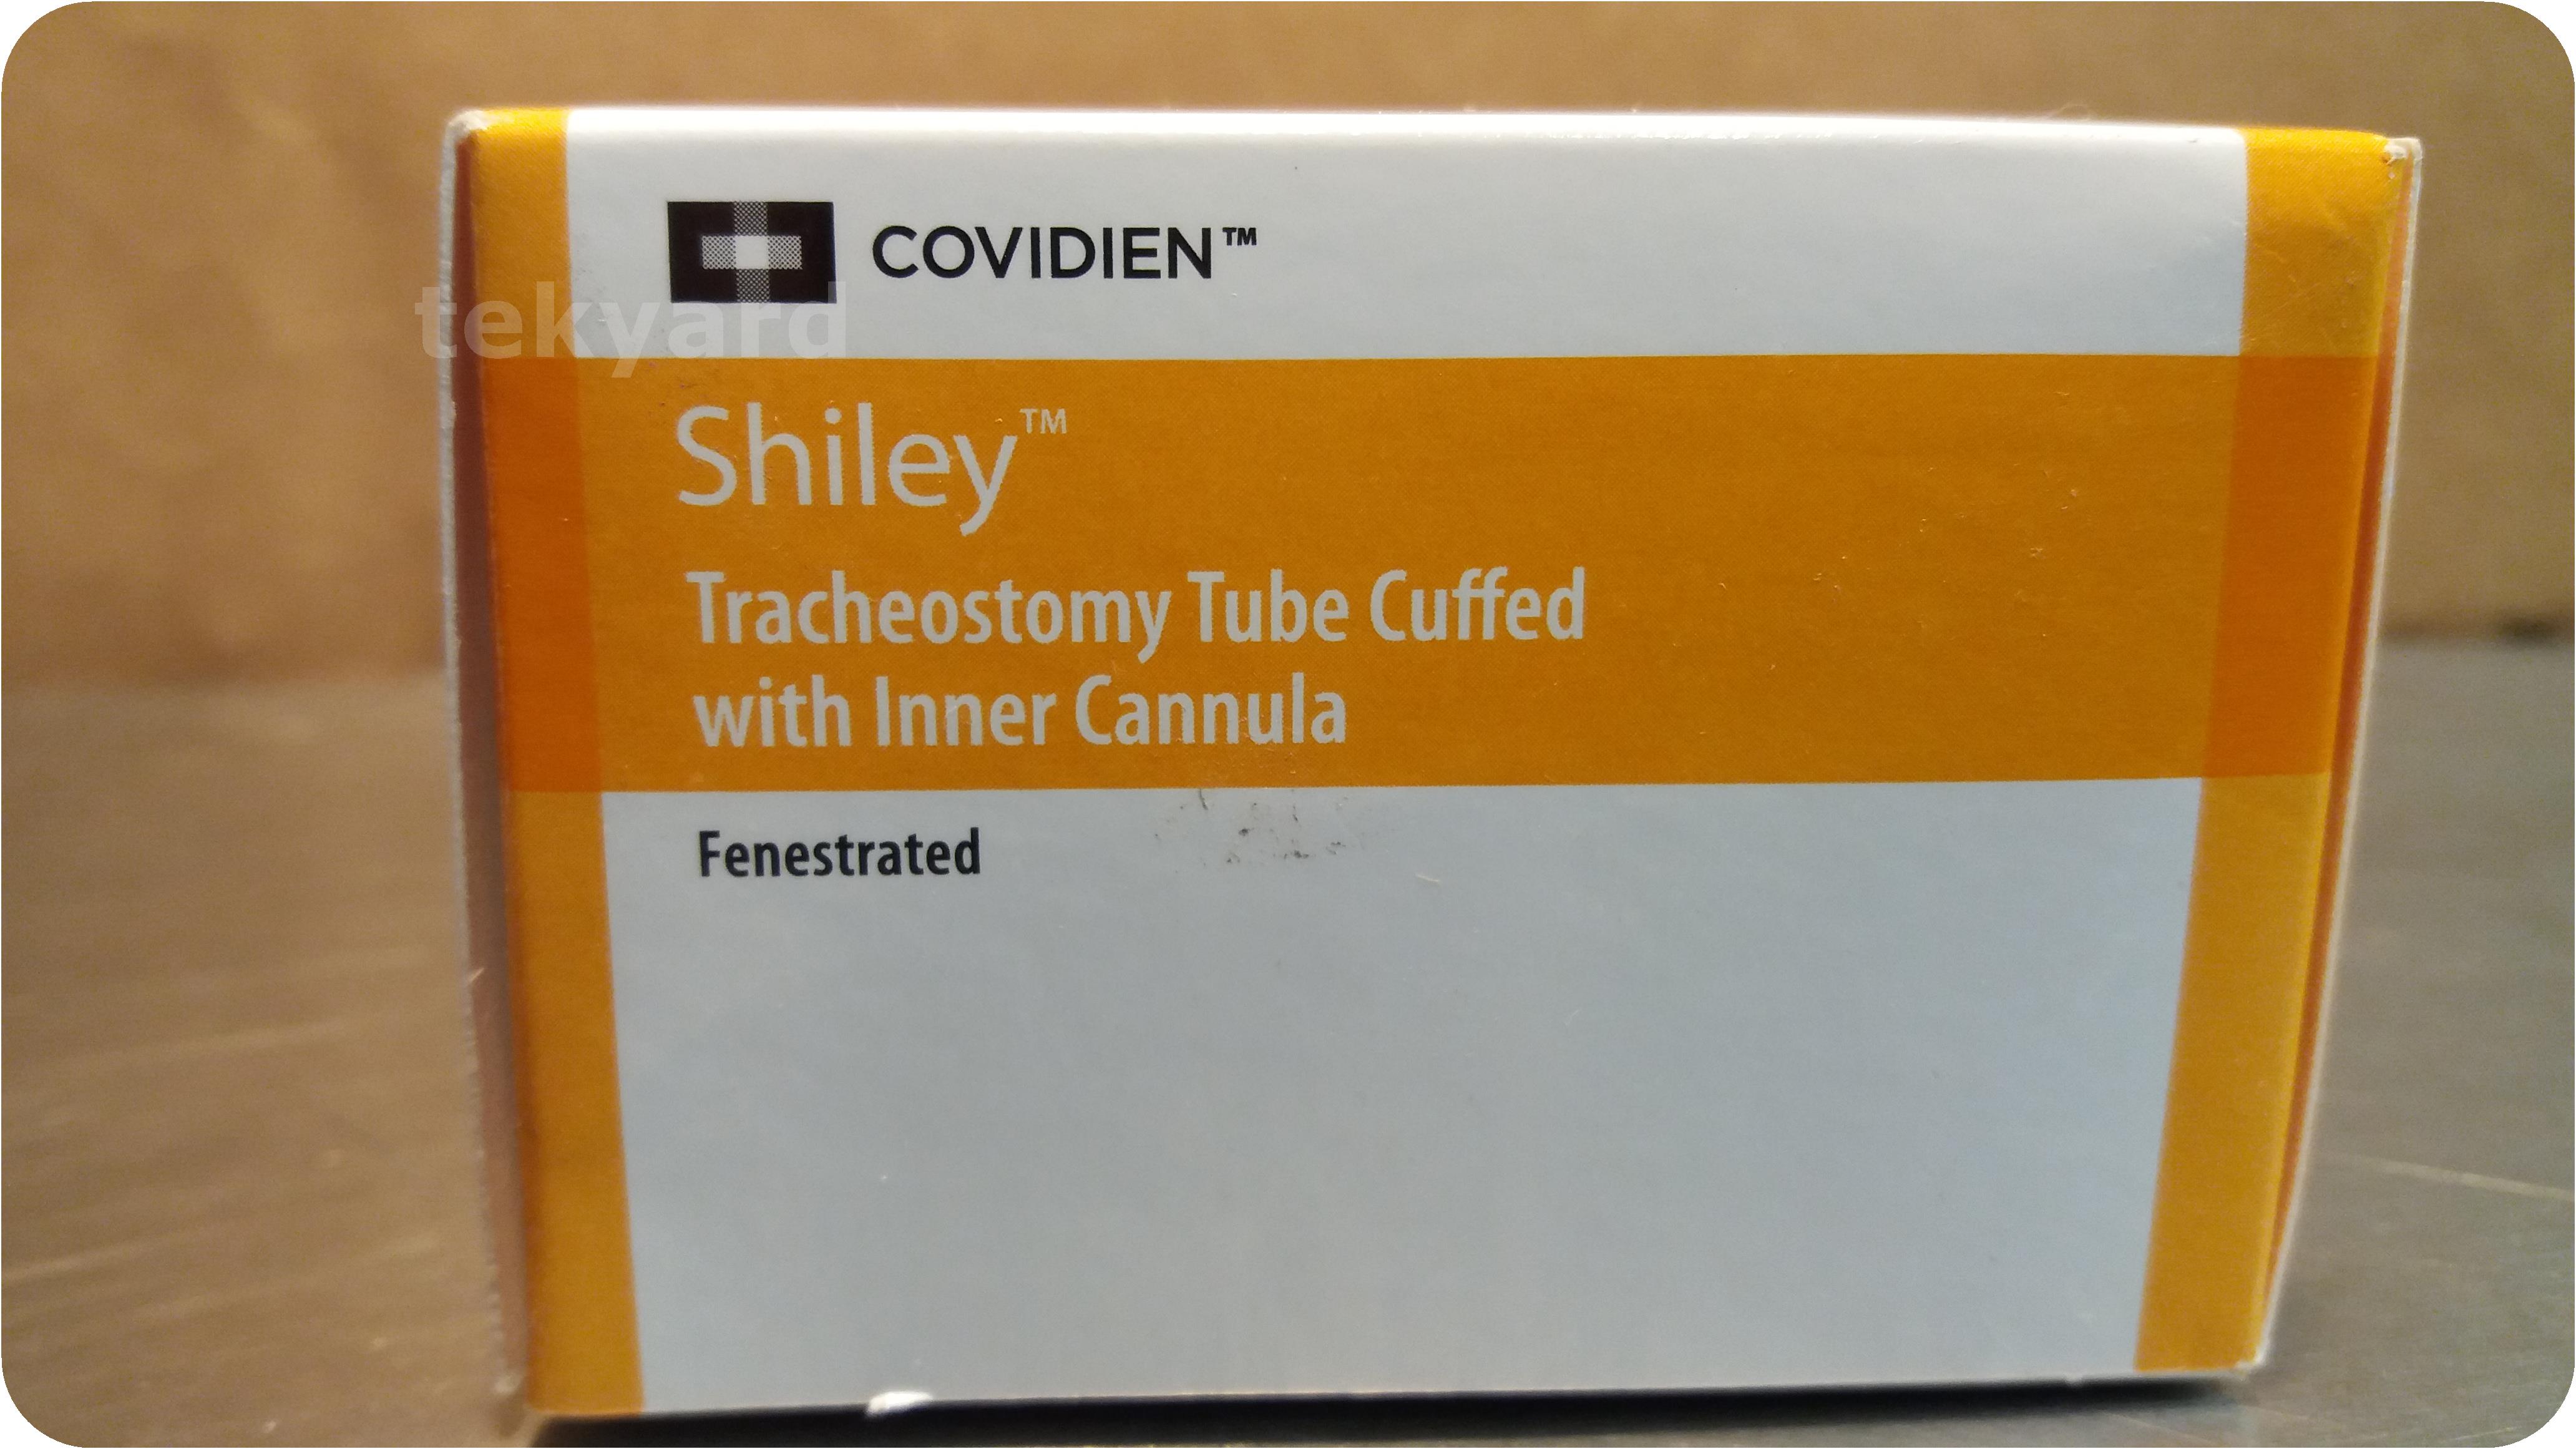 COVIDIEN™
tekyard
Shiley™
Tracheostomy Tube Cuffed
with Inner Cannula
Fenestrated